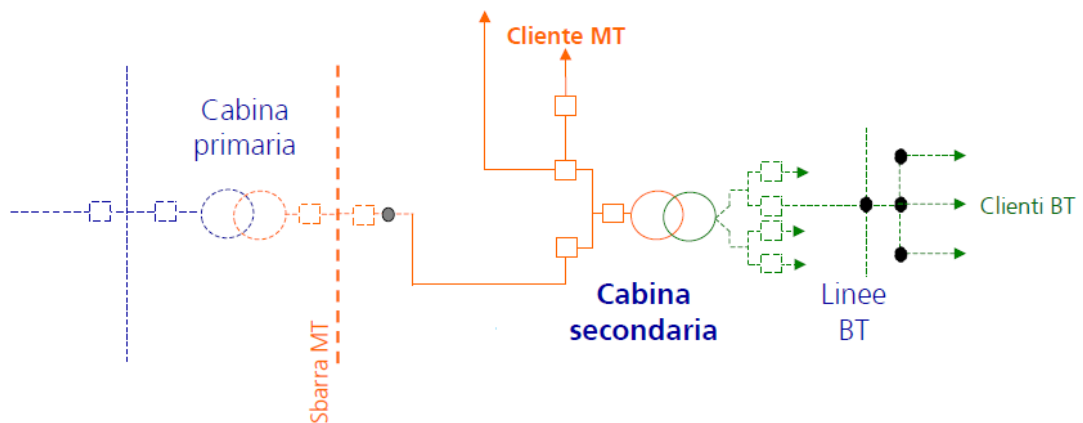 Cliente MT
Cabina
primaria
Sbarra MT
Cabina
secondaria
Linee
BT
Clienti BT